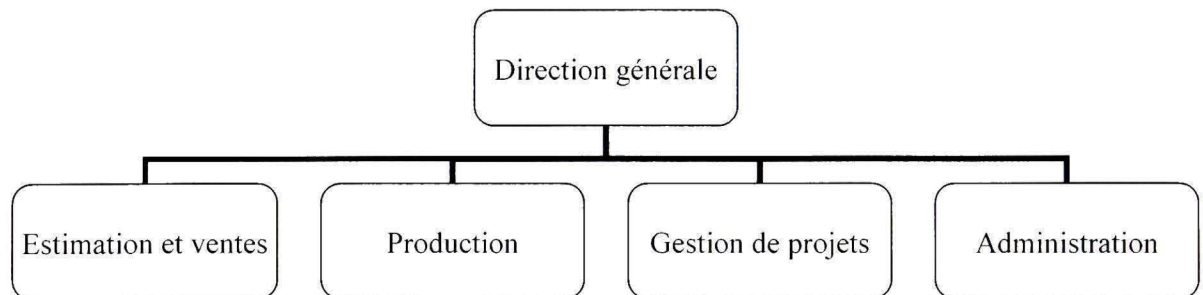 Direction générale
Estimation et ventes
Production
Gestion de projets
Administration